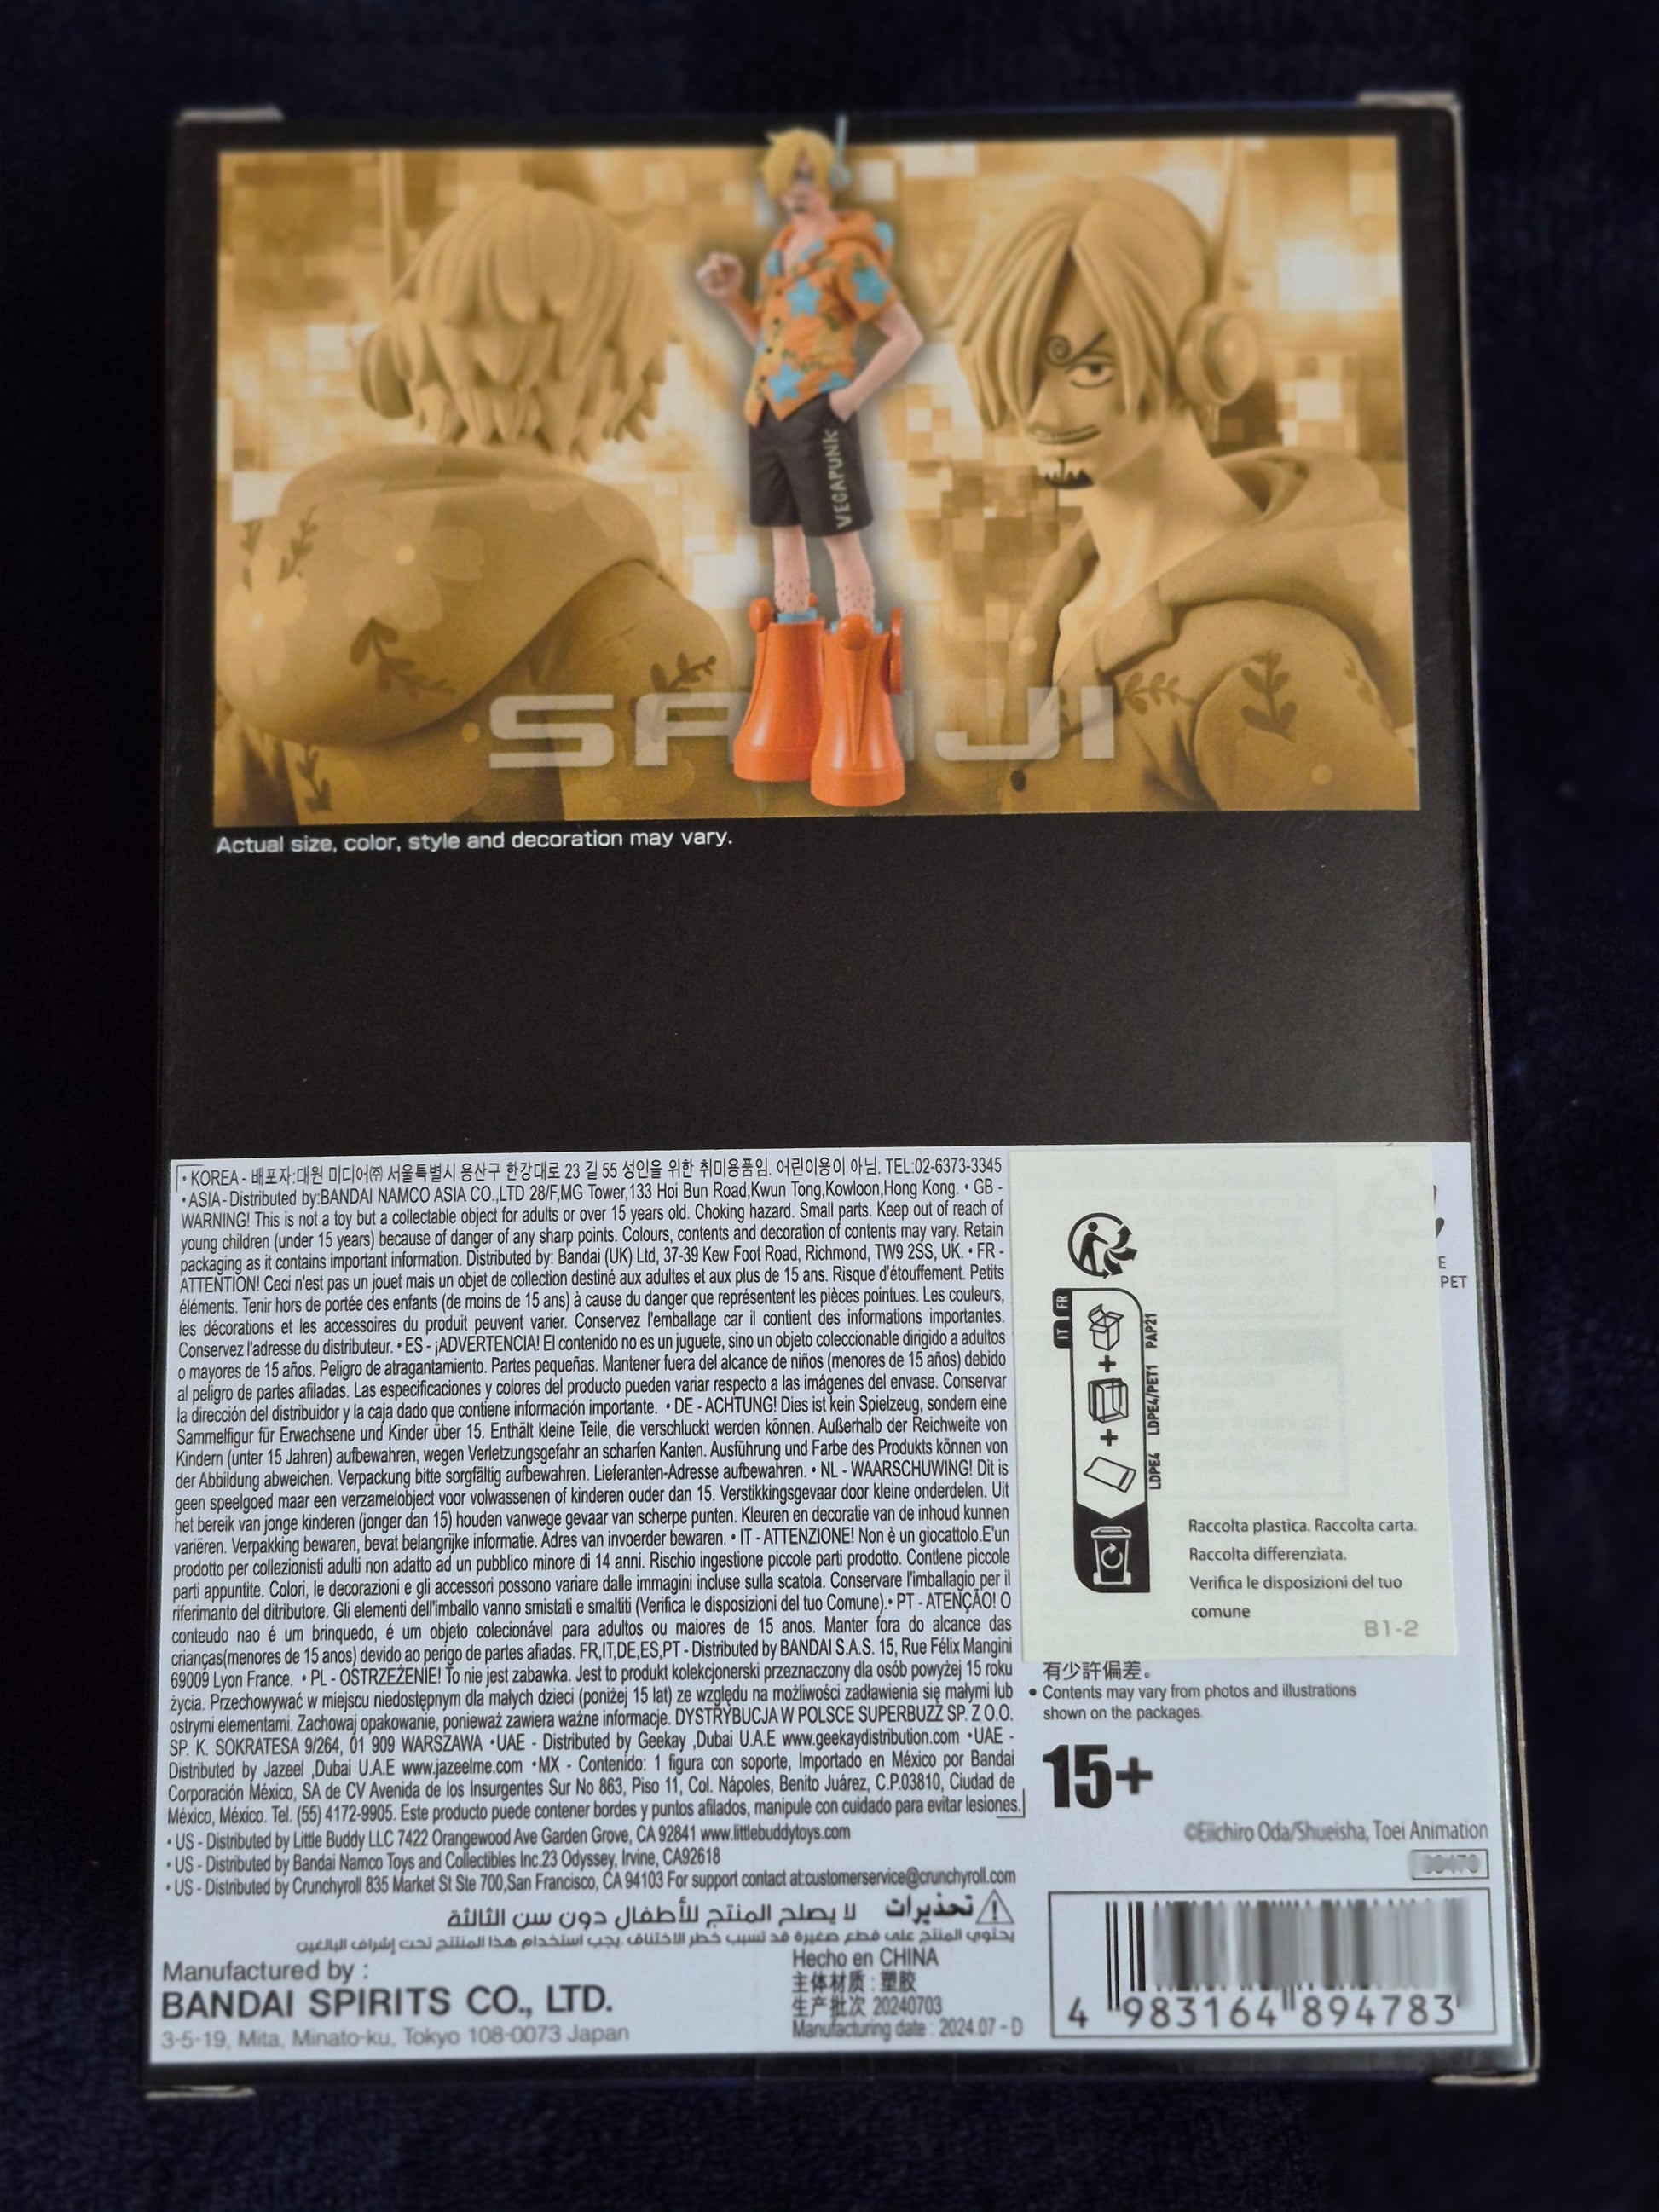 VEGAPUNK
SANJI
Actual size, color, style and decoration may vary.
• KOREA - 배포자:대원 미디어㈜ 서울특별시 용산구 한강대로 23 길 55 성인을 위한 취미용품임. 어린이용이 아님. TEL:02-6373-3345
• ASIA - Distributed by:BANDAI NAMCO ASIA CO.,LTD 28/F,MG Tower,133 Hoi Bun Road,Kwun Tong,Kowloon,Hong Kong. • GB -
WARNING! This is not a toy but a collectable object for adults or over 15 years old. Choking hazard. Small parts. Keep out of reach of
young children (under 15 years) because of danger of any sharp points. Colours, contents and decoration of contents may vary. Retain
packaging as it contains important information. Distributed by: Bandai (UK) Ltd, 37-39 Kew Foot Road, Richmond, TW9 2SS, UK. • FR -
ATTENTION! Ceci n'est pas un jouet mais un objet de collection destiné aux adultes et aux plus de 15 ans. Risque d'étouffement. Petits
éléments. Tenir hors de portée des enfants (de moins de 15 ans) à cause du danger que représentent les pièces pointues. Les couleurs,
les décorations et les accessoires du produit peuvent varier. Conservez l'emballage car il contient des informations importantes.
Conservez l'adresse du distributeur. • ES - ¡ADVERTENCIA! El contenido no es un juguete, sino un objeto coleccionable dirigido a adultos
o mayores de 15 años. Peligro de atragantamiento. Partes pequeñas. Mantener fuera del alcance de niños (menores de 15 años) debido
al peligro de partes afiladas. Las especificaciones y colores del producto pueden variar respecto a las imágenes del envase. Conservar
la dirección del distribuidor y la caja dado que contiene información importante. • DE - ACHTUNG! Dies ist kein Spielzeug, sondern eine
Sammelfigur für Erwachsene und Kinder über 15. Enthält kleine Teile, die verschluckt werden können. Außerhalb der Reichweite von
Kindern (unter 15 Jahren) aufbewahren, wegen Verletzungsgefahr an scharfen Kanten. Ausführung und Farbe des Produkts können von
der Abbildung abweichen. Verpackung bitte sorgfältig aufbewahren. Lieferanten-Adresse aufbewahren. • NL - WAARSCHUWING! Dit is
geen speelgoed maar een verzamelobject voor volwassenen of kinderen ouder dan 15. Verstikkingsgevaar door kleine onderdelen. Uit
het bereik van jonge kinderen (jonger dan 15) houden vanwege gevaar van scherpe punten. Kleuren en decoratie van de inhoud kunnen
variëren. Verpakking bewaren, bevat belangrijke informatie. Adres van invoerder bewaren. • IT - ATTENZIONE! Non è un giocattolo.E'un
prodotto per collezionisti adulti non adatto ad un pubblico minore di 14 anni. Rischio ingestione piccole parti prodotto. Contlene piccole
parti appuntite. Colori, le decorazioni e gli accessori possono variare dalle immagini incluse sulla scatola. Conservare l'imballagio per il
riferimanto del ditributore. Gli elementi dell'imballo vanno smistati e smaltiti (Verifica le disposizioni del tuo Comune).• PT - ATENÇÃO! O
conteudo nao é um brinquedo, é um objeto colecionável para adultos ou maiores de 15 anos. Manter fora do alcance das
crianças(menores de 15 anos) devido ao perigo de partes afiadas. FR,IT,DE,ES,PT - Distributed by BANDAI S.A.S. 15, Rue Félix Mangini
69009 Lyon France. • PL - OSTRZEŻENIE! To nie jest zabawka. Jest to produkt kolekcjonerski przeznaczony dla osób powyżej 15 roku
życia. Przechowywać w miejscu niedostępnym dla małych dzieci (poniżej 15 lat) ze względu na możliwości zadławienia się małymi lub
ostrymi elementami. Zachowaj opakowanie, ponieważ zawiera ważne informacje. DYSTRYBUCJA W POLSCE SUPERBUZZ SP. Z O.O.
SP. K. SOKRATESA 9/264, 01 909 WARSZAWA •UAE - Distributed by Geekay ,Dubai U.A.E www.geekaydistribution.com •UAE -
Distributed by Jazeel ,Dubai U.A.E www.jazeelme.com •MX - Contenido: 1 figura con soporte, Importado en México por Bandai
Corporación México, SA de CV Avenida de los Insurgentes Sur No 863, Piso 11, Col. Nápoles, Benito Juárez, C.P.03810, Ciudad de
México, México. Tel. (55) 4172-9905. Este producto puede contener bordes y puntos afilados, manipule con cuidado para evitar lesiones.
• US - Distributed by Little Buddy LLC 7422 Orangewood Ave Garden Grove, CA 92841 www.littlebuddytoys.com
• US - Distributed by Bandai Namco Toys and Collectibles Inc.23 Odyssey, Irvine, CA92618
• US - Distributed by Crunchyroll 835 Market St Ste 700,San Francisco, CA 94103 For support contact at:customerservice@crunchyroll.com
تحذيرات لا يصلح المنتج للأطفال دون سن الثالثة
يحتوي المنتج على قطع صغيرة قد تسبب خطر الاختناق. يجب استخدام هذا المنتج تحت إشراف البالغين
Manufactured by :
BANDAI SPIRITS CO., LTD.
3-5-19, Mita, Minato-ku, Tokyo 108-0073 Japan
Hecho en CHINA
主体材质 : 塑胶
生产批次 20240703
Manufacturing date : 2024.07 - D
E
PET
IT FR
PAP21
LDPE4/PET1
LDPE4
Raccolta plastica. Raccolta carta.
Raccolta differenziata.
Verifica le disposizioni del tuo
comune
B1-2
有少許偏差。
• Contents may vary from photos and illustrations
shown on the packages.
15+
©Eiichiro Oda/Shueisha, Toei Animation
4 983164 894783